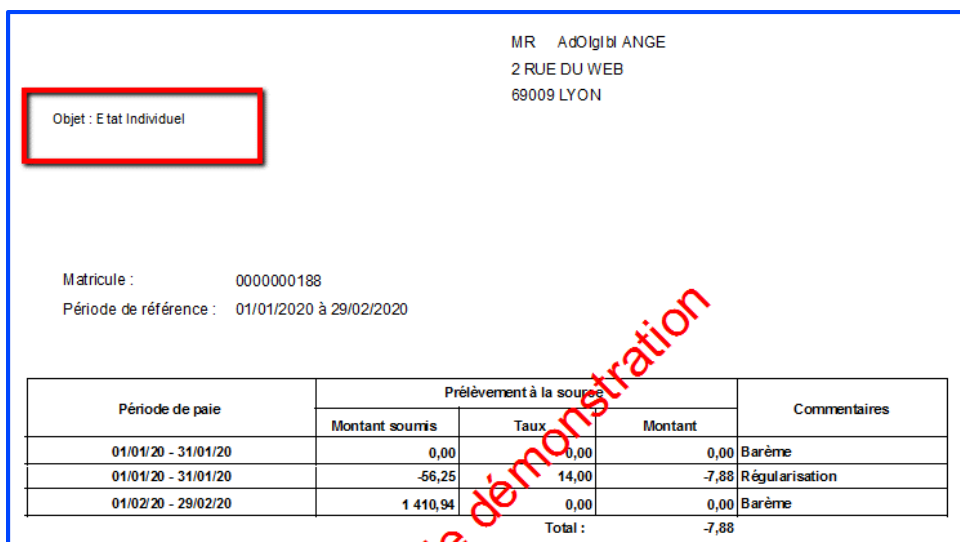 MR AdOlglbl ANGE
2 RUE DU WEB
69009 LYON
Objet : E tat Individuel
Matricule : 0000000188
Période de référence : 01/01/2020 à 29/02/2020
Période de paie Prélèvement à la source Commentaires
Montant soumis Taux Montant
01/01/20 - 31/01/20 0,00 0,00 0,00 Barème
01/01/20 - 31/01/20 -56,25 14,00 -7,88 Régularisation
01/02/20 - 29/02/20 1 410,94 0,00 0,00 Barème
Total : -7,88
démonstration